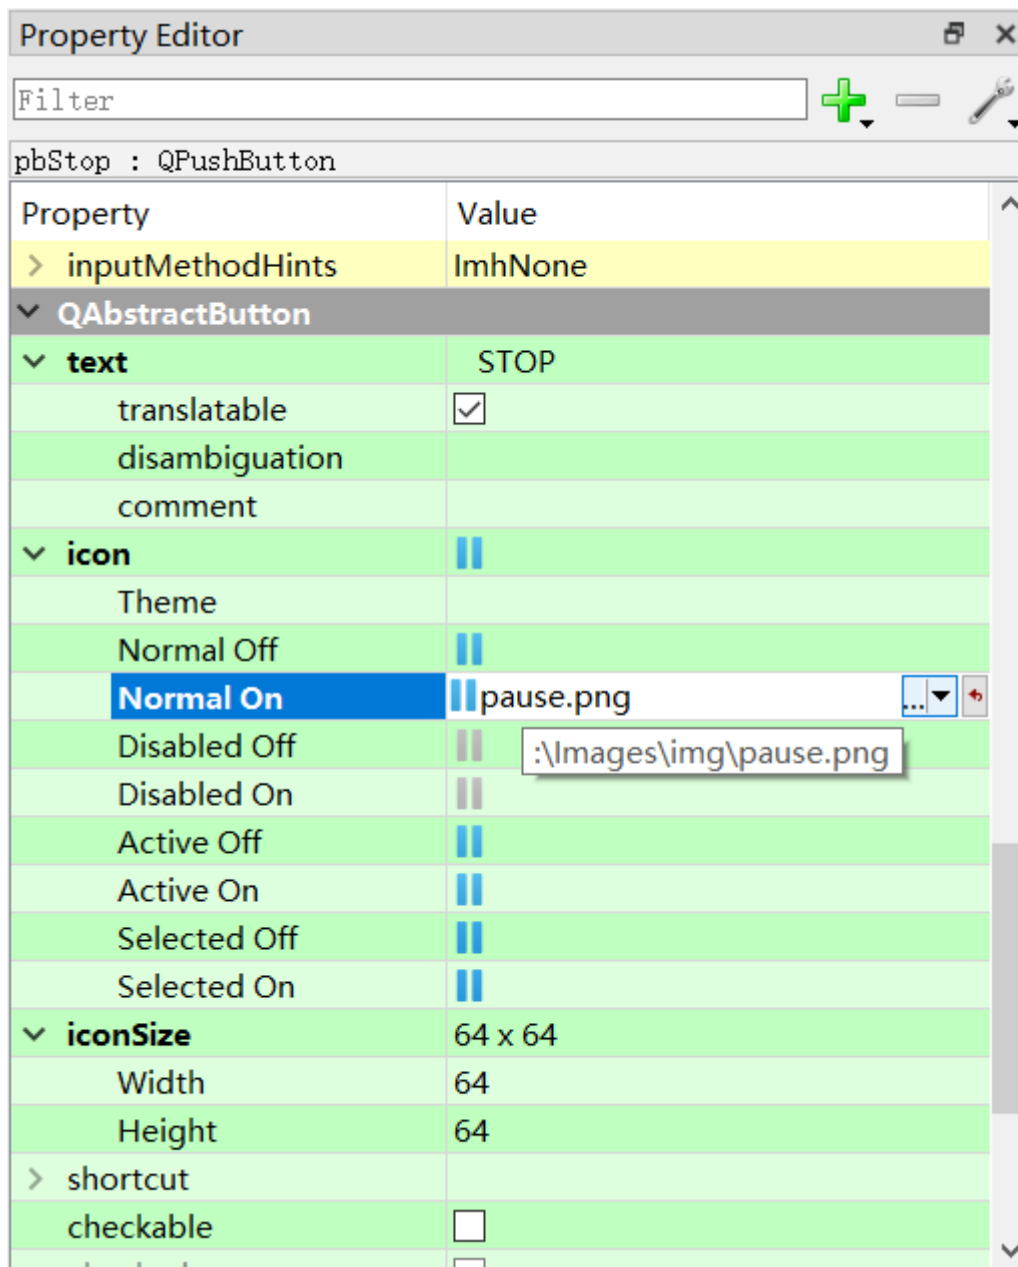 Property Editor
Filter
pbStop : QPushButton
Property Value
inputMethodHints ImhNone
QAbstractButton
text STOP
translatable
disambiguation
comment
icon
Theme
Normal Off
Normal On pause.png ...
Disabled Off :\Images\img\pause.png
Disabled On
Active Off
Active On
Selected Off
Selected On
iconSize 64 x 64
Width 64
Height 64
shortcut
checkable